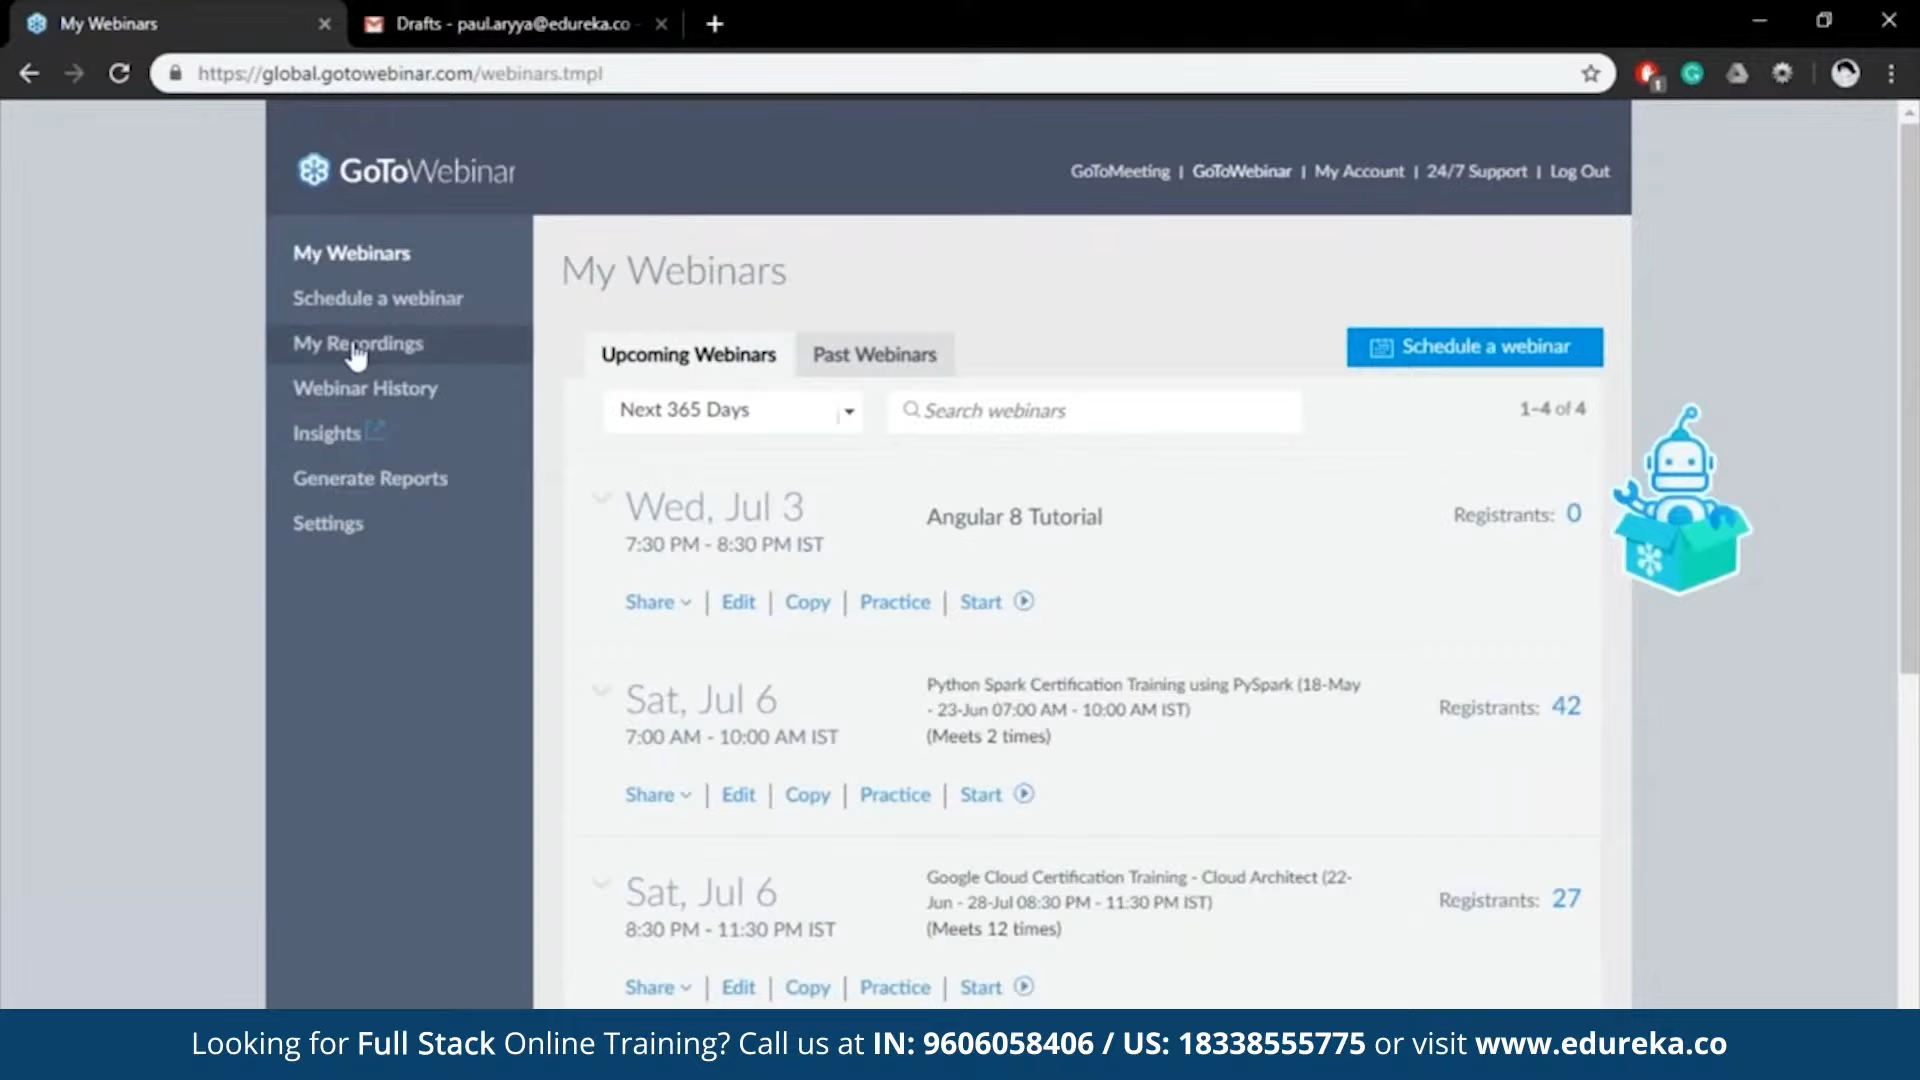 My Webinars
Drafts - paul.aryya@edureka.co
https://global.gotowebinar.com/webinars.tmpl
1
GoToWebinar
GoToMeeting | GoToWebinar | My Account | 24/7 Support | Log Out
My Webinars
Schedule a webinar
My Recordings
Webinar History
Insights
Generate Reports
Settings
My Webinars
Upcoming Webinars
Past Webinars
Schedule a webinar
Next 365 Days
Search webinars
1-4 of 4
Wed, Jul 3
7:30 PM - 8:30 PM IST
Angular 8 Tutorial
Registrants: 0
Share | Edit | Copy | Practice | Start
Sat, Jul 6
7:00 AM - 10:00 AM IST
Python Spark Certification Training using PySpark (18-May
- 23-Jun 07:00 AM - 10:00 AM IST)
(Meets 2 times)
Registrants: 42
Share | Edit | Copy | Practice | Start
Sat, Jul 6
8:30 PM - 11:30 PM IST
Google Cloud Certification Training - Cloud Architect (22-
Jun - 28-Jul 08:30 PM - 11:30 PM IST)
(Meets 12 times)
Registrants: 27
Share | Edit | Copy | Practice | Start
Looking for Full Stack Online Training? Call us at IN: 9606058406 / US: 18338555775 or visit www.edureka.co